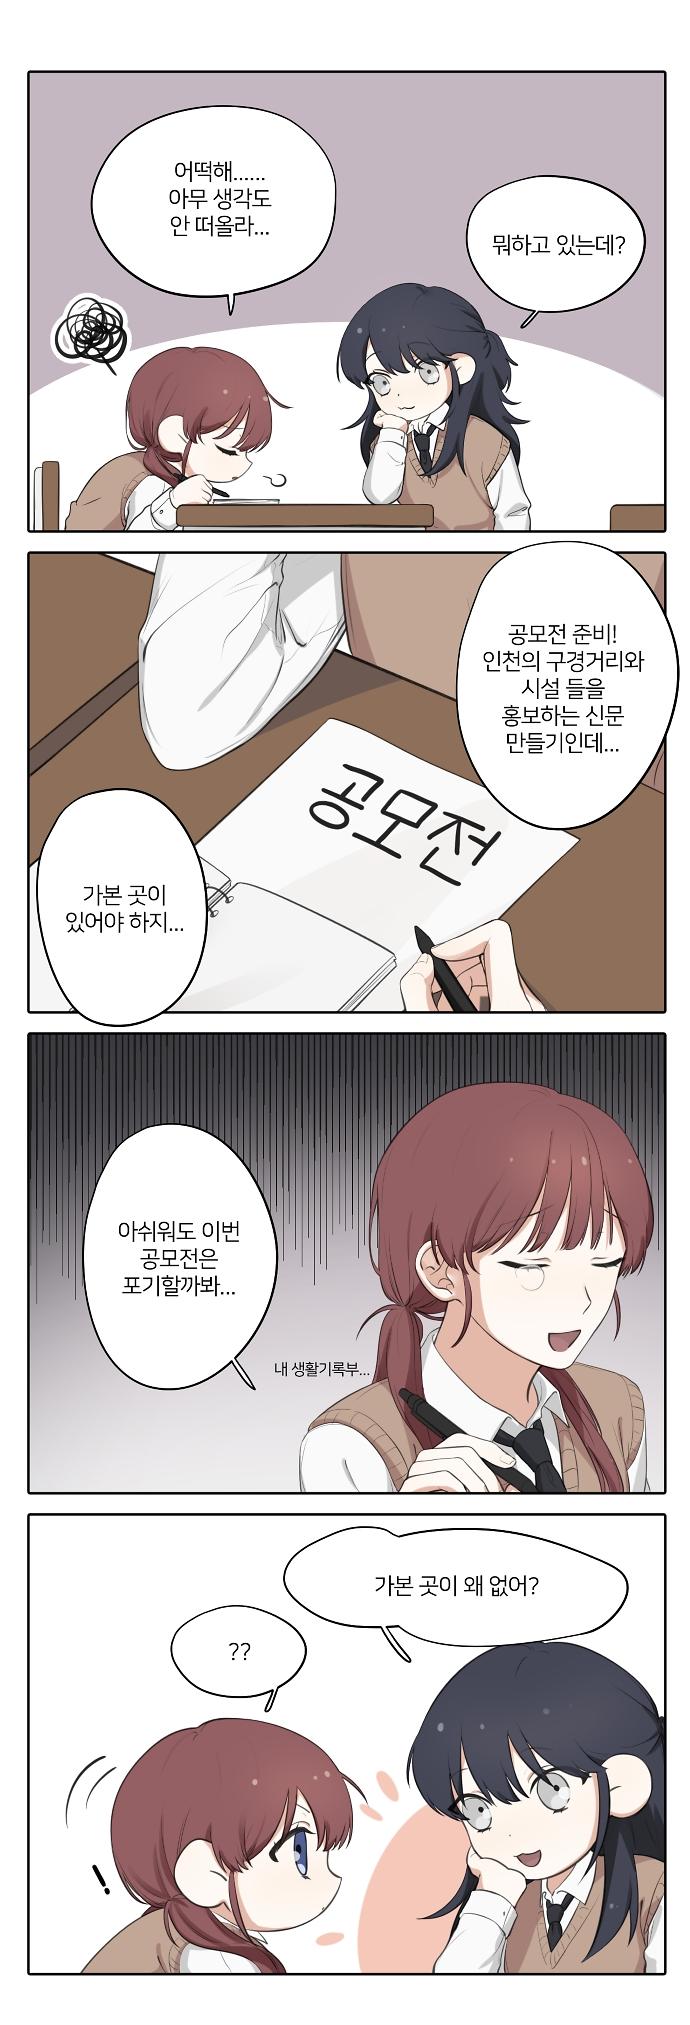 어떡해......
아무 생각도
안 떠올라...
뭐하고 있는데?
공모전 준비!
인천의 구경거리와
시설 들을
홍보하는 신문
만들기인데...
공모전
가본 곳이
있어야 하지...
아쉬워도 이번
공모전은
포기할까봐...
내 생활기록부...
가본 곳이 왜 없어?
??
!